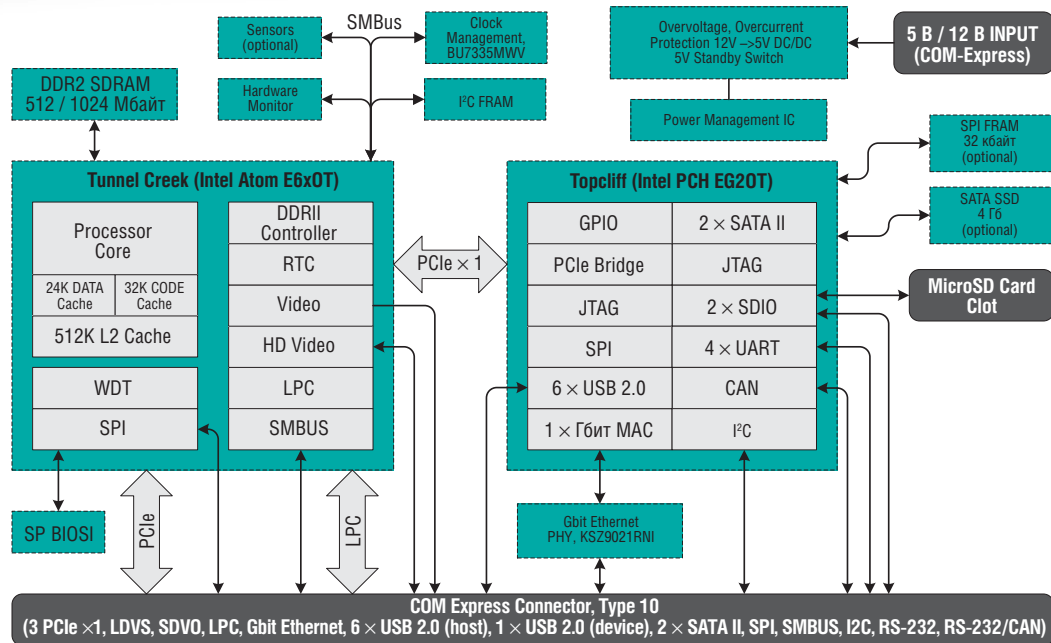 SMBus
Sensors
(optional)
Clock
Management,
BU7335MWV
Hardware
Monitor
I²C FRAM
Overvoltage, Overcurrent
Protection 12V –>5V DC/DC
5V Standby Switch
5 В / 12 В INPUT
(COM-Express)
Power Management IC
DDR2 SDRAM
512 / 1024 Мбайт
SPI FRAM
32 кбайт
(optional)
SATA SSD
4 Гб
(optional)
MicroSD Card
Clot
Tunnel Creek (Intel Atom E6xOT)
Processor
Core
24K DATA
Cache
32K CODE
Cache
512K L2 Cache
WDT
SPI
DDRII
Controller
RTC
Video
HD Video
LPC
SMBUS
PCIe × 1
Topcliff (Intel PCH EG2OT)
GPIO
2 × SATA II
PCIe Bridge
JTAG
JTAG
2 × SDIO
SPI
4 × UART
6 × USB 2.0
CAN
1 × Гбит MAC
I²C
SP BIOSI
PCIe
LPC
Gbit Ethernet
PHY, KSZ9021RNI
COM Express Connector, Type 10
(3 PCIe ×1, LDVS, SDVO, LPC, Gbit Ethernet, 6 × USB 2.0 (host), 1 × USB 2.0 (device), 2 × SATA II, SPI, SMBUS, I2C, RS-232, RS-232/CAN)